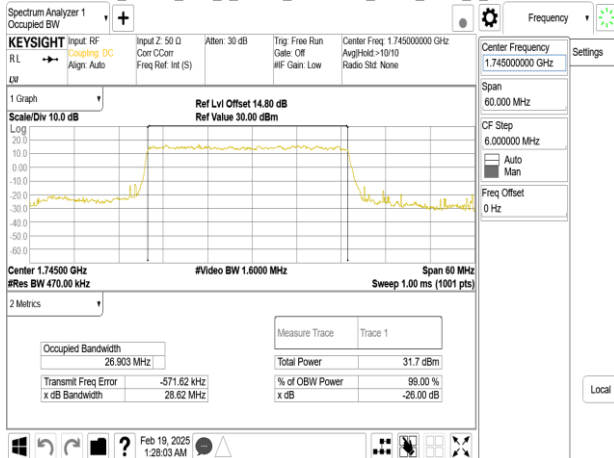 Spectrum Analyzer 1
Occupied BW
+
Frequency
KEYSIGHT
RL
LXI
Input: RF
Coupling: DC
Align: Auto
Input Z: 50 Ω
Corr CCorr
Freq Ref: Int (S)
Atten: 30 dB
Trig: Free Run
Gate: Off
#IF Gain: Low
Center Freq: 1.745000000 GHz
Avg|Hold:>10/10
Radio Std: None
Center Frequency
1.745000000 GHz
Settings
Span
60.000 MHz
CF Step
6.000000 MHz
Auto
Man
Freq Offset
0 Hz
Local
1 Graph
Scale/Div 10.0 dB
Ref Lvl Offset 14.80 dB
Ref Value 30.00 dBm
Log
20.0
10.0
0.00
-10.0
-20.0
-30.0
-40.0
-50.0
-60.0
Center 1.74500 GHz
#Res BW 470.00 kHz
#Video BW 1.6000 MHz
Span 60 MHz
Sweep 1.00 ms (1001 pts)
2 Metrics
Measure Trace Trace 1
Occupied Bandwidth
26.903 MHz
Total Power 31.7 dBm
Transmit Freq Error -571.62 kHz
% of OBW Power 99.00 %
x dB Bandwidth 28.62 MHz
x dB -26.00 dB
?
Feb 19, 2025
1:28:03 AM